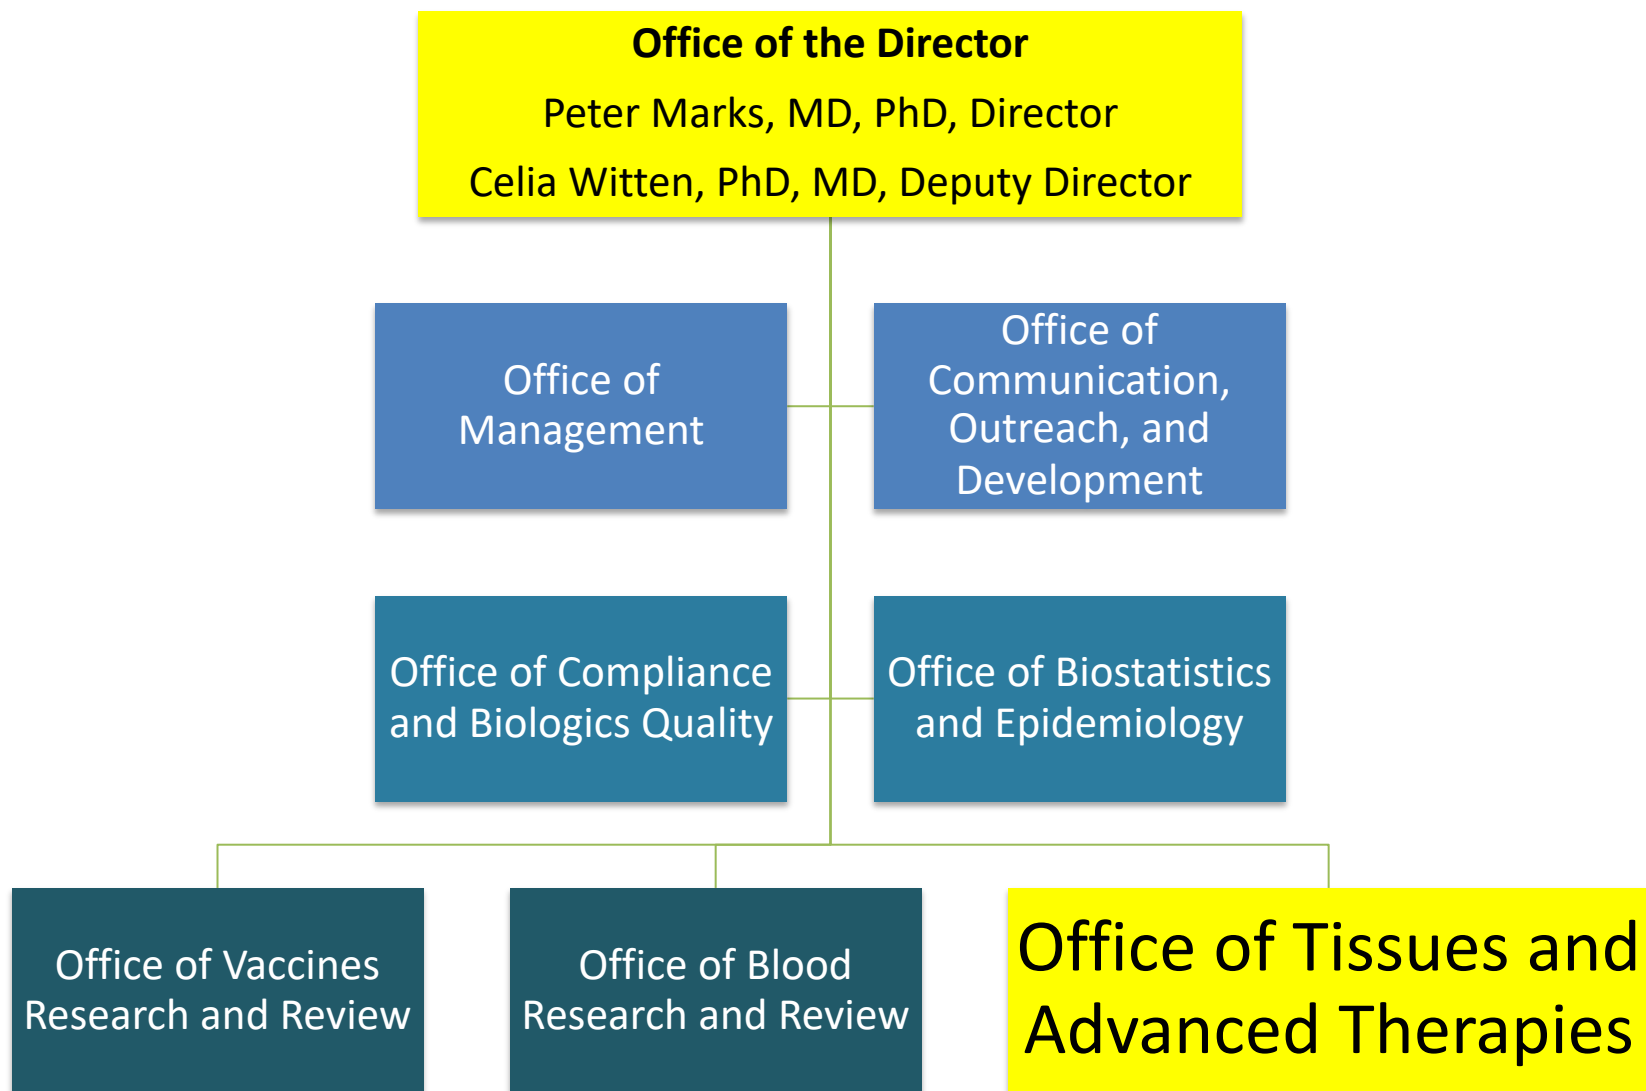 Office of the Director
Peter Marks, MD, PhD, Director
Celia Witten, PhD, MD, Deputy Director
Office of
Management
Office of
Communication,
Outreach, and
Development
Office of Compliance
and Biologics Quality
Office of Biostatistics
and Epidemiology
Office of Vaccines
Research and Review
Office of Blood
Research and Review
Office of Tissues and
Advanced Therapies